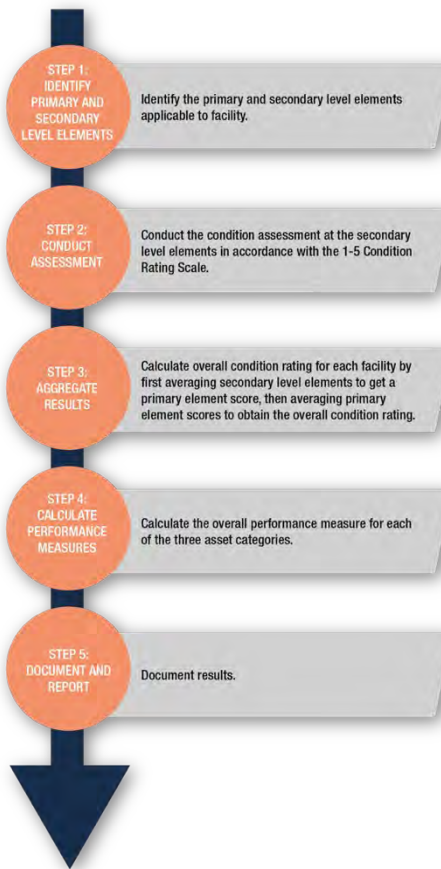 STEP 1:
IDENTIFY
PRIMARY AND
SECONDARY
LEVEL ELEMENTS
Identify the primary and secondary level elements
applicable to facility.
STEP 2:
CONDUCT
ASSESSMENT
Conduct the condition assessment at the secondary
level elements in accordance with the 1-5 Condition
Rating Scale.
STEP 3:
AGGREGATE
RESULTS
Calculate overall condition rating for each facility by
first averaging secondary level elements to get a
primary element score, then averaging primary
element scores to obtain the overall condition rating.
STEP 4:
CALCULATE
PERFORMANCE
MEASURES
Calculate the overall performance measure for each
of the three asset categories.
STEP 5:
DOCUMENT AND
REPORT
Document results.